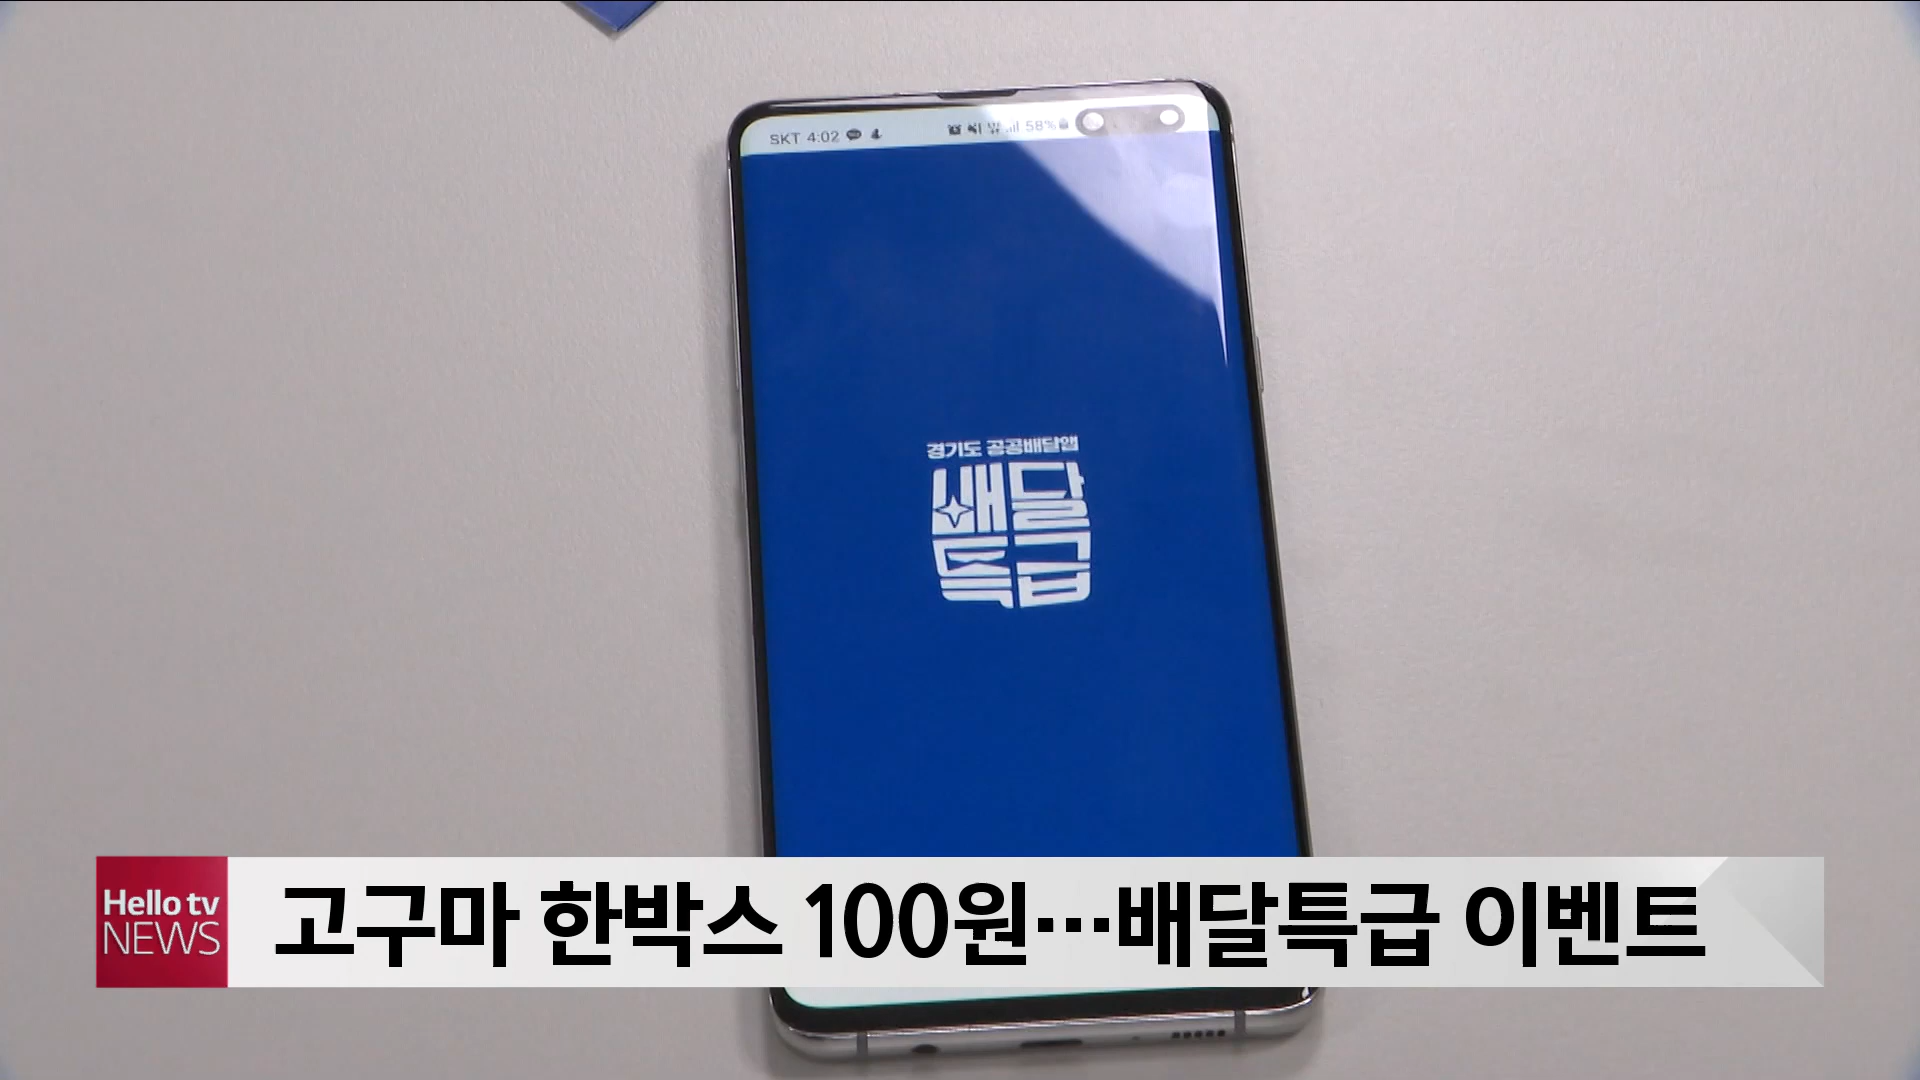 SKT 4:02
58%
경기도 공공배달앱
배달
특급
Hello tv
NEWS
고구마 한박스 100원…배달특급 이벤트